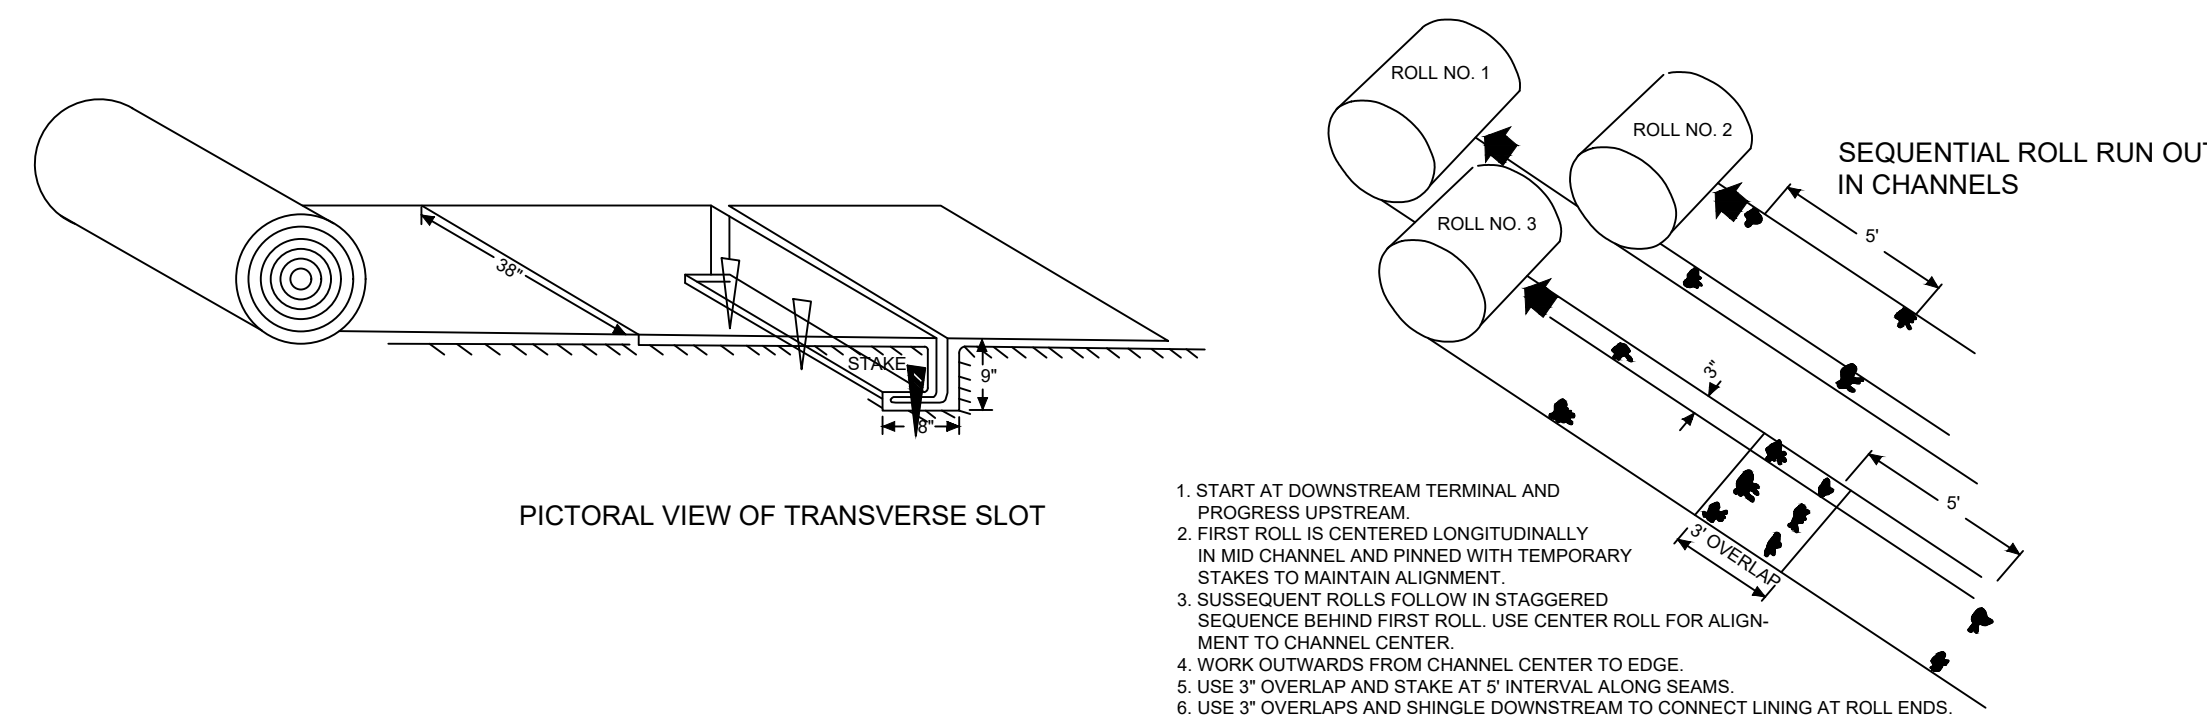 ROLL NO. 1
ROLL NO. 2
ROLL NO. 3
SEQUENTIAL ROLL RUN OUT
IN CHANNELS
5'
38"
STAKE
9"
8"
3"
5'
3' OVERLAP
PICTORAL VIEW OF TRANSVERSE SLOT
1. START AT DOWNSTREAM TERMINAL AND
PROGRESS UPSTREAM.
2. FIRST ROLL IS CENTERED LONGITUDINALLY
IN MID CHANNEL AND PINNED WITH TEMPORARY
STAKES TO MAINTAIN ALIGNMENT.
3. SUSSEQUENT ROLLS FOLLOW IN STAGGERED
SEQUENCE BEHIND FIRST ROLL. USE CENTER ROLL FOR ALIGN-
MENT TO CHANNEL CENTER.
4. WORK OUTWARDS FROM CHANNEL CENTER TO EDGE.
5. USE 3" OVERLAP AND STAKE AT 5' INTERVAL ALONG SEAMS.
6. USE 3" OVERLAPS AND SHINGLE DOWNSTREAM TO CONNECT LINING AT ROLL ENDS.